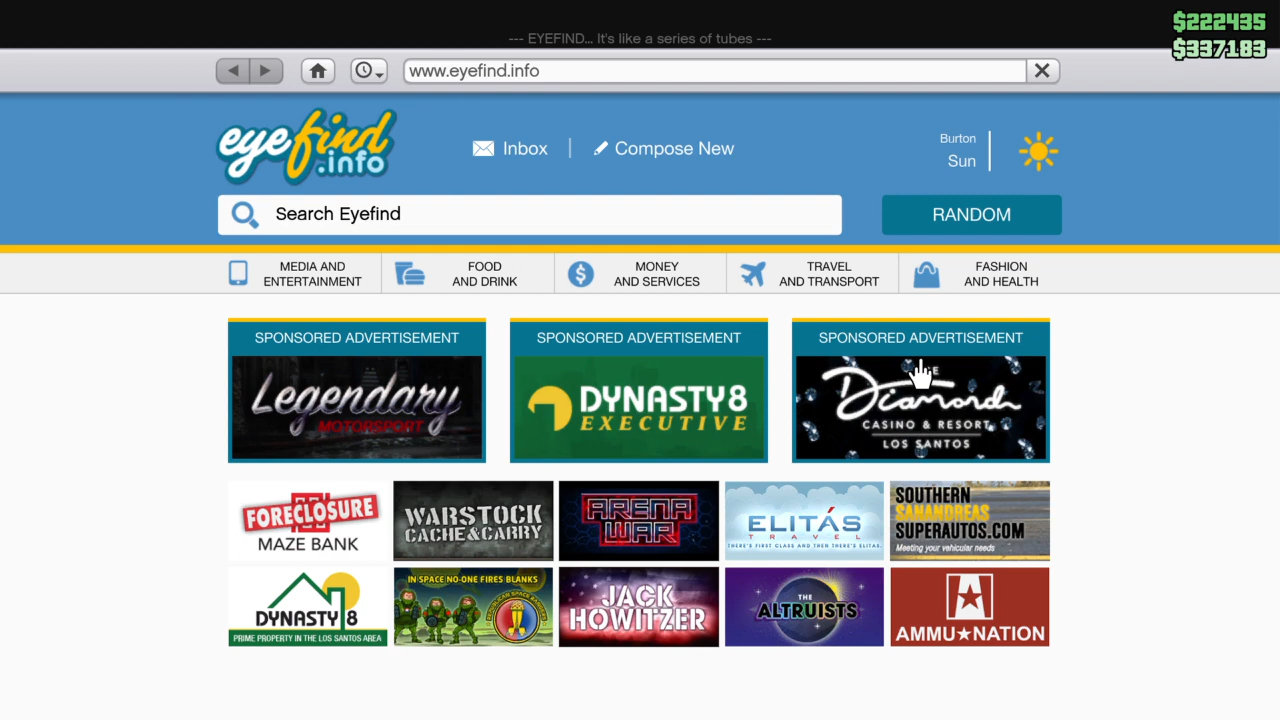 $222435
--- EYEFIND... It's like a series of tubes ---
$337183
www.eyefind.info
eyefind
.info
Inbox
Compose New
Burton
Sun
Search Eyefind
RANDOM
MEDIA AND
ENTERTAINMENT
FOOD
AND DRINK
MONEY
AND SERVICES
TRAVEL
AND TRANSPORT
FASHION
AND HEALTH
SPONSORED ADVERTISEMENT
Legendary
MOTORSPORT
SPONSORED ADVERTISEMENT
DYNASTY8
EXECUTIVE
SPONSORED ADVERTISEMENT
Diamond
CASINO & RESORT
LOS SANTOS
FORECLOSURE
MAZE BANK
WARSTOCK
CACHE&CARRY
ARENA
WAR
ELITÁS
TRAVEL
THERE'S FIRST CLASS AND THEN THERE'S ELITAS.
SOUTHERN
SANANDREAS
SUPERAUTOS.COM
Meeting your vehicular needs
DYNASTY 8
PRIME PROPERTY IN THE LOS SANTOS AREA
IN SPACE NO-ONE FIRES BLANKS
JACK
HOWITZER
THE
ALTRUISTS
AMMU★NATION